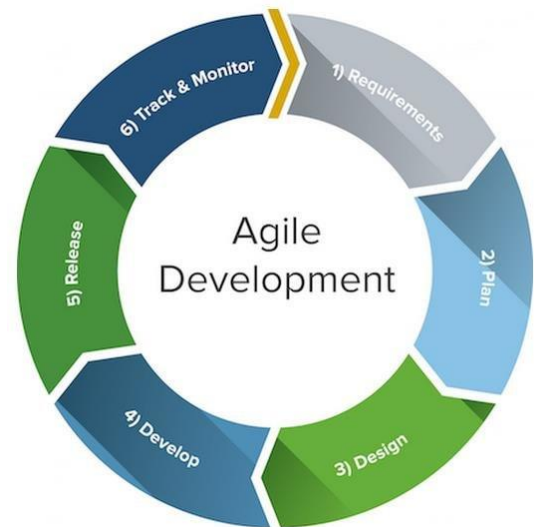 Agile
Development
1) Requirements
2) Plan
3) Design
4) Develop
5) Release
6) Track & Monitor